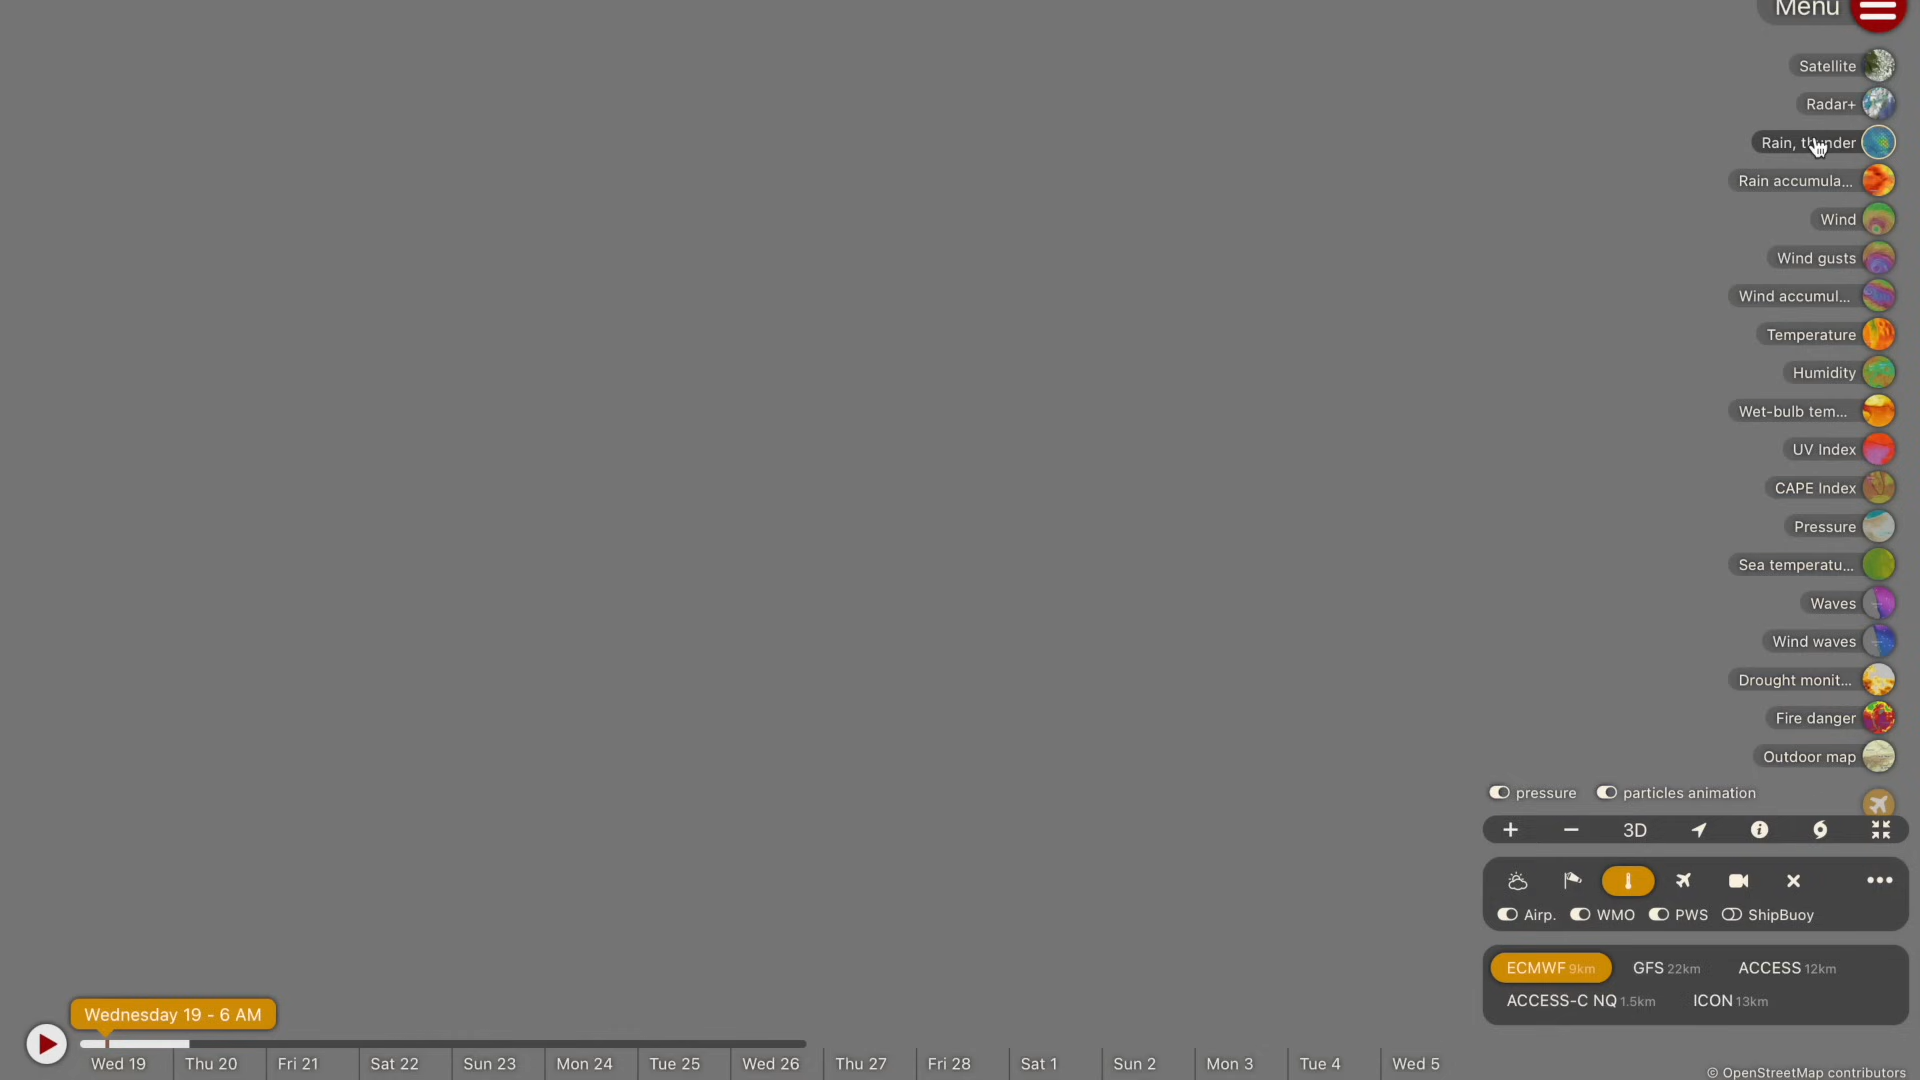 Menu
Satellite
Radar+
Rain, thunder
Rain accumula...
Wind
Wind gusts
Wind accumul...
Temperature
Humidity
Wet-bulb tem...
UV Index
CAPE Index
Pressure
Sea temperatu...
Waves
Wind waves
Drought monit...
Fire danger
Outdoor map
pressure particles animation
+ − 3D
Airp. WMO PWS ShipBuoy
ECMWF 9km GFS 22km ACCESS 12km
ACCESS-C NQ 1.5km ICON 13km
Wednesday 19 - 6 AM
Wed 19 Thu 20 Fri 21 Sat 22 Sun 23 Mon 24 Tue 25 Wed 26 Thu 27 Fri 28 Sat 1 Sun 2 Mon 3 Tue 4 Wed 5
© OpenStreetMap contributors